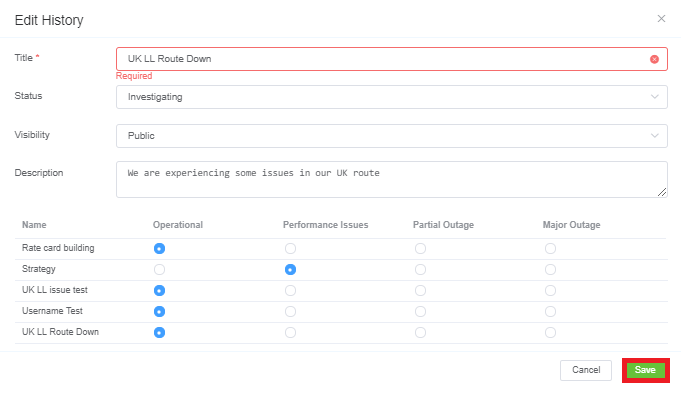 Edit History
Title * UK LL Route Down
Required
Status Investigating
Visibility Public
Description We are experiencing some issues in our UK route
Name Operational Performance Issues Partial Outage Major Outage
Rate card building
Strategy
UK LL issue test
Username Test
UK LL Route Down
Cancel Save